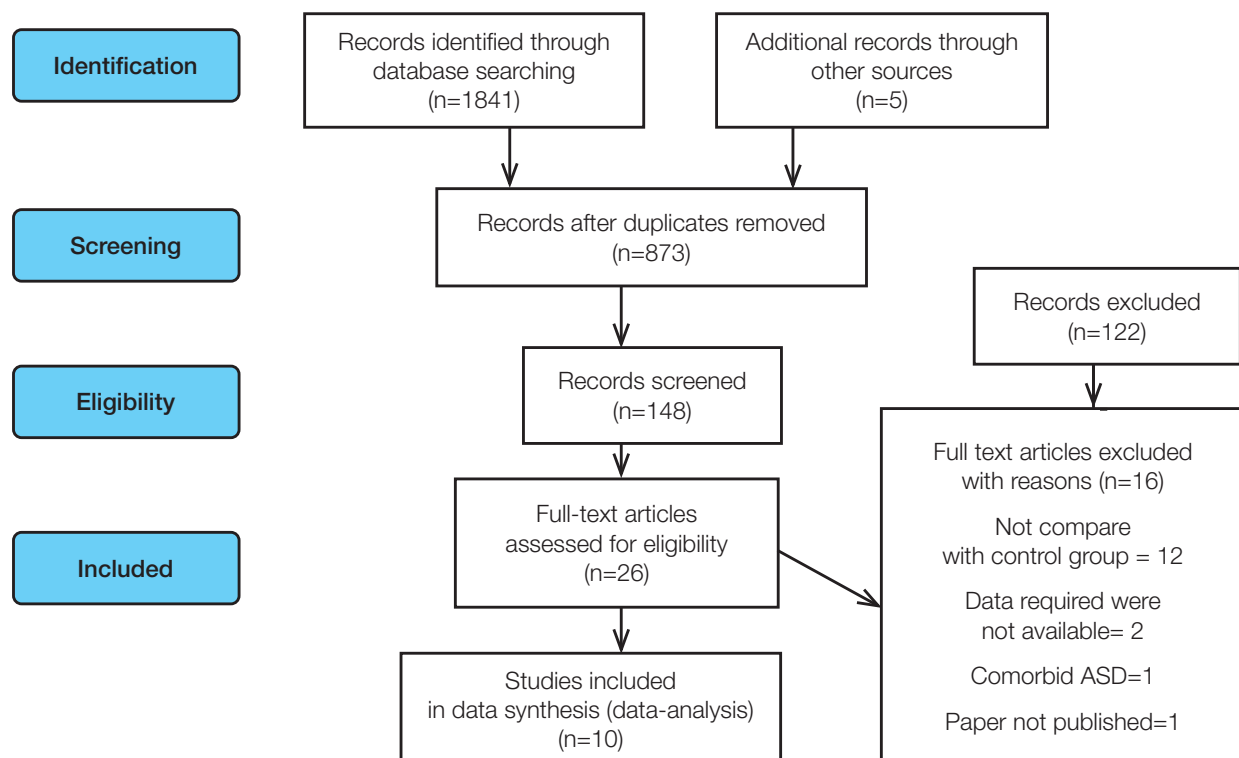 Identification
Records identified through
database searching
(n=1841)
Additional records through
other sources
(n=5)
Screening
Records after duplicates removed
(n=873)
Records excluded
(n=122)
Eligibility
Records screened
(n=148)
Full text articles excluded
with reasons (n=16)
Not compare
with control group = 12
Data required were
not available= 2
Comorbid ASD=1
Paper not published=1
Included
Full-text articles
assessed for eligibility
(n=26)
Studies included
in data synthesis (data-analysis)
(n=10)